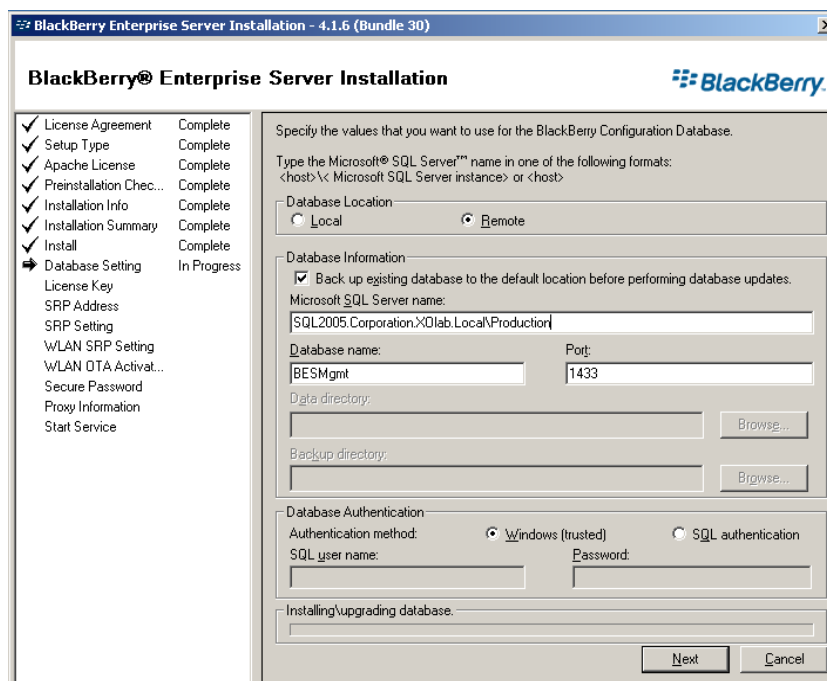 BlackBerry Enterprise Server Installation - 4.1.6 (Bundle 30)
BlackBerry® Enterprise Server Installation
BlackBerry.
License Agreement Complete
Setup Type Complete
Apache License Complete
Preinstallation Chec... Complete
Installation Info Complete
Installation Summary Complete
Install Complete
Database Setting In Progress
License Key
SRP Address
SRP Setting
WLAN SRP Setting
WLAN OTA Activat...
Secure Password
Proxy Information
Start Service
Specify the values that you want to use for the BlackBerry Configuration Database.
Type the Microsoft® SQL Server™ name in one of the following formats:
<host>\< Microsoft SQL Server instance> or <host>
Database Location
Local Remote
Database Information
Back up existing database to the default location before performing database updates.
Microsoft SQL Server name:
SQL2005.Corporation.XOlab.Local\Production
Database name: Port:
BESMgmt 1433
Data directory:
Browse...
Backup directory:
Browse...
Database Authentication
Authentication method: Windows (trusted) SQL authentication
SQL user name: Password:
Installing\upgrading database.
Next Cancel